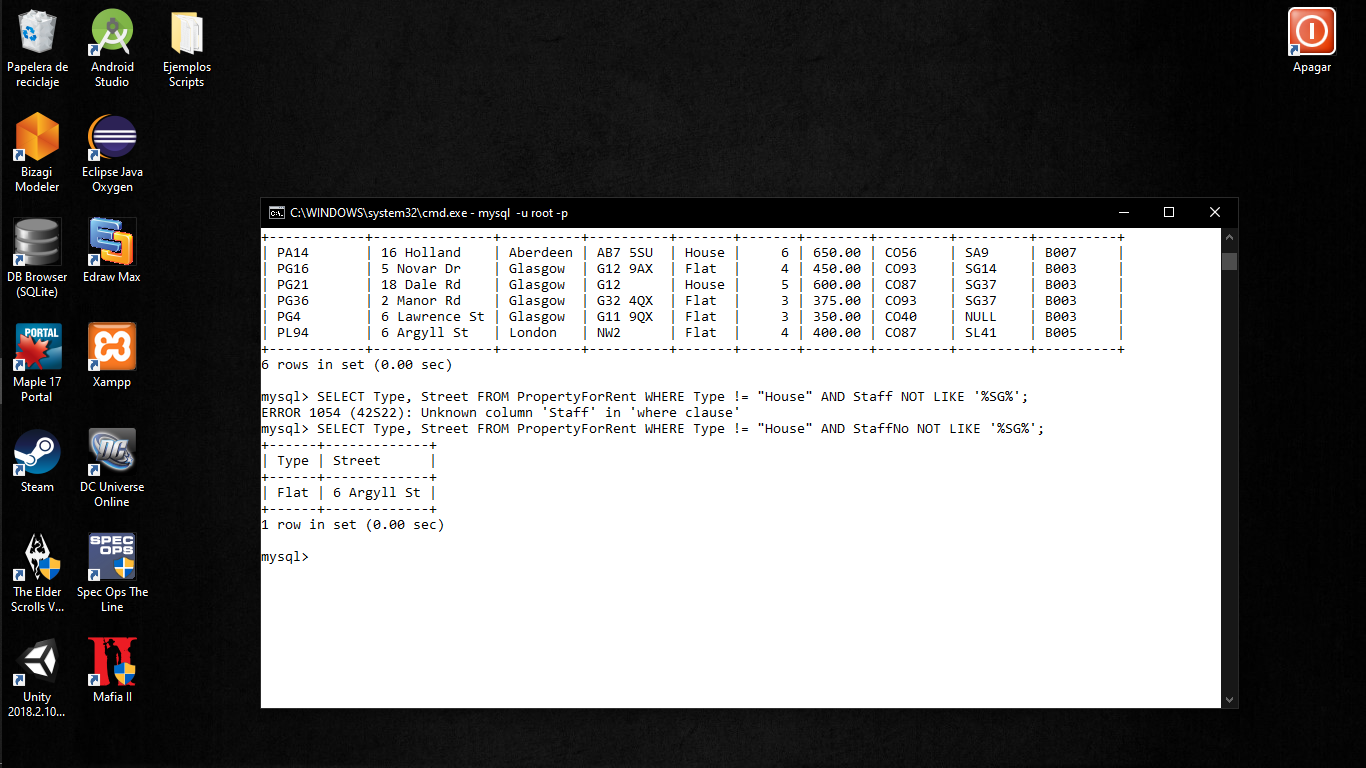 Papelera de
reciclaje
Android
Studio
Ejemplos
Scripts
Apagar
Bizagi
Modeler
Eclipse Java
Oxygen
DB Browser
(SQLite)
Edraw Max
PORTAL
Maple 17
Portal
Xampp
Steam
DC
DC Universe
Online
The Elder
Scrolls V...
SPEC
OPS
Spec Ops The
Line
Unity
2018.2.10...
II
Mafia II
C:\WINDOWS\system32\cmd.exe - mysql  -u root -p
+------------+---------------+----------+----------+-------+-------+--------+---------+---------+----------+
| PA14       | 16 Holland    | Aberdeen | AB7 5SU  | House |     6 | 650.00 | CO56    | SA9     | B007     |
| PG16       | 5 Novar Dr    | Glasgow  | G12 9AX  | Flat  |     4 | 450.00 | CO93    | SG14    | B003     |
| PG21       | 18 Dale Rd    | Glasgow  | G12      | House |     5 | 600.00 | CO87    | SG37    | B003     |
| PG36       | 2 Manor Rd    | Glasgow  | G32 4QX  | Flat  |     3 | 375.00 | CO93    | SG37    | B003     |
| PG4        | 6 Lawrence St | Glasgow  | G11 9QX  | Flat  |     3 | 350.00 | CO40    | NULL    | B003     |
| PL94       | 6 Argyll St   | London   | NW2      | Flat  |     4 | 400.00 | CO87    | SL41    | B005     |
+------------+---------------+----------+----------+-------+-------+--------+---------+---------+----------+
6 rows in set (0.00 sec)
mysql> SELECT Type, Street FROM PropertyForRent WHERE Type != "House" AND Staff NOT LIKE '%SG%';
ERROR 1054 (42S22): Unknown column 'Staff' in 'where clause'
mysql> SELECT Type, Street FROM PropertyForRent WHERE Type != "House" AND StaffNo NOT LIKE '%SG%';
+------+-------------+
| Type | Street      |
+------+-------------+
| Flat | 6 Argyll St |
+------+-------------+
1 row in set (0.00 sec)
mysql>